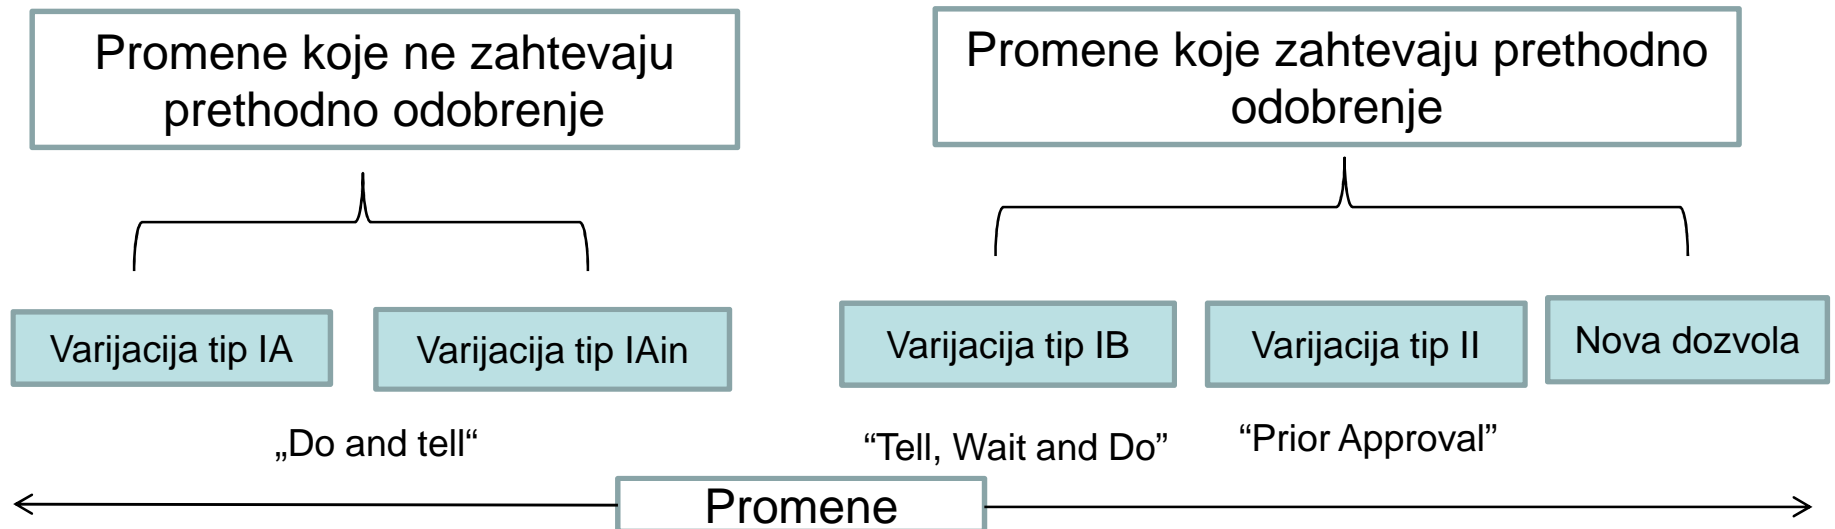 Promene koje ne zahtevaju
prethodno odobrenje
Promene koje zahtevaju prethodno
odobrenje
Varijacija tip IA
Varijacija tip IAin
Varijacija tip IB
Varijacija tip II
Nova dozvola
„Do and tell“
“Tell, Wait and Do”
“Prior Approval”
Promene